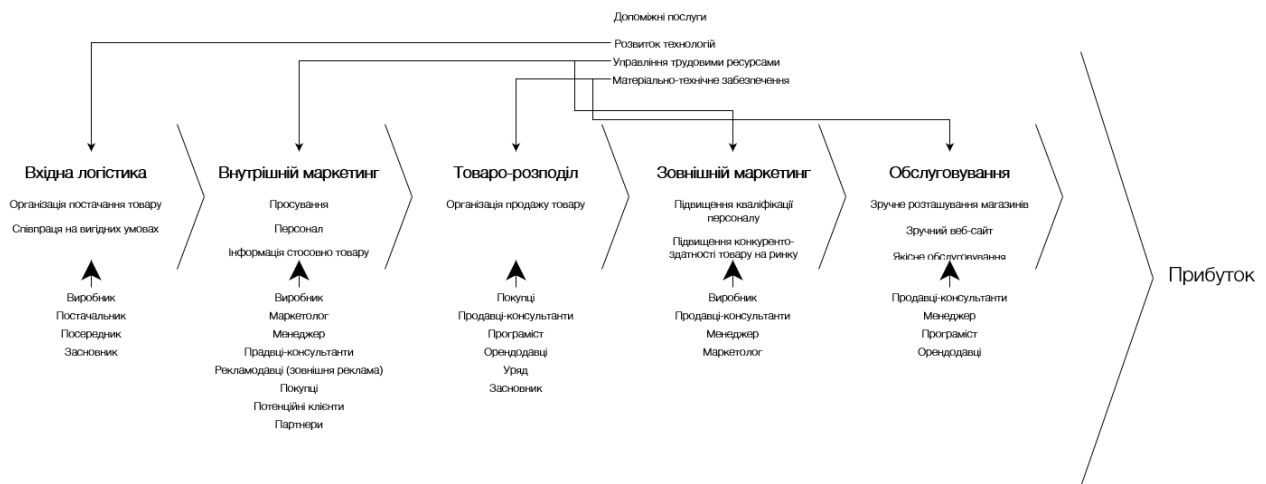 Допоміжні послуги
Розвиток технологій
Управління трудовими ресурсами
Матеріально-технічне забезпечення
Вхідна логістика
Організація постачання товару
Співпраця на вигідних умовах
Виробник
Постачальник
Посередник
Засновник
Внутрішній маркетинг
Просування
Персонал
Інформація стосовно товару
Виробник
Маркетолог
Менеджер
Прадвці-консультанти
Рекламодавці (зовнішня реклама)
Покупці
Потенційні клієнти
Партнери
Товаро-розподіл
Організація продажу товару
Покупці
Продавці-консультанти
Програміст
Орендодавці
Уряд
Засновник
Зовнішній маркетинг
Підвищення кваліфікації
персоналу
Підвищення конкуренто-
здатності товару на ринку
Виробник
Продавці-консультанти
Менеджер
Маркетолог
Обслуговування
Зручне розташування магазинів
Зручний веб-сайт
Якісне обслуговування
Продавці-консультанти
Менеджер
Програміст
Орендодавці
Прибуток